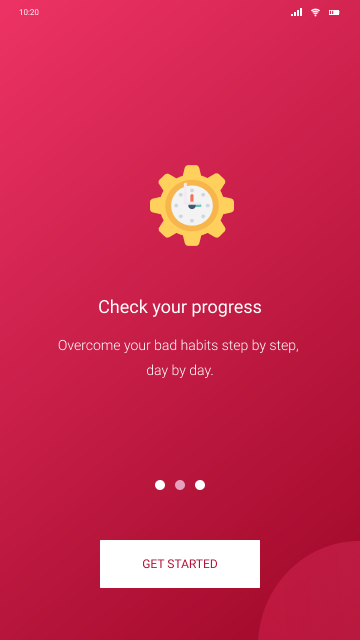 10:20
Check your progress
Overcome your bad habits step by step,
day by day.
GET STARTED